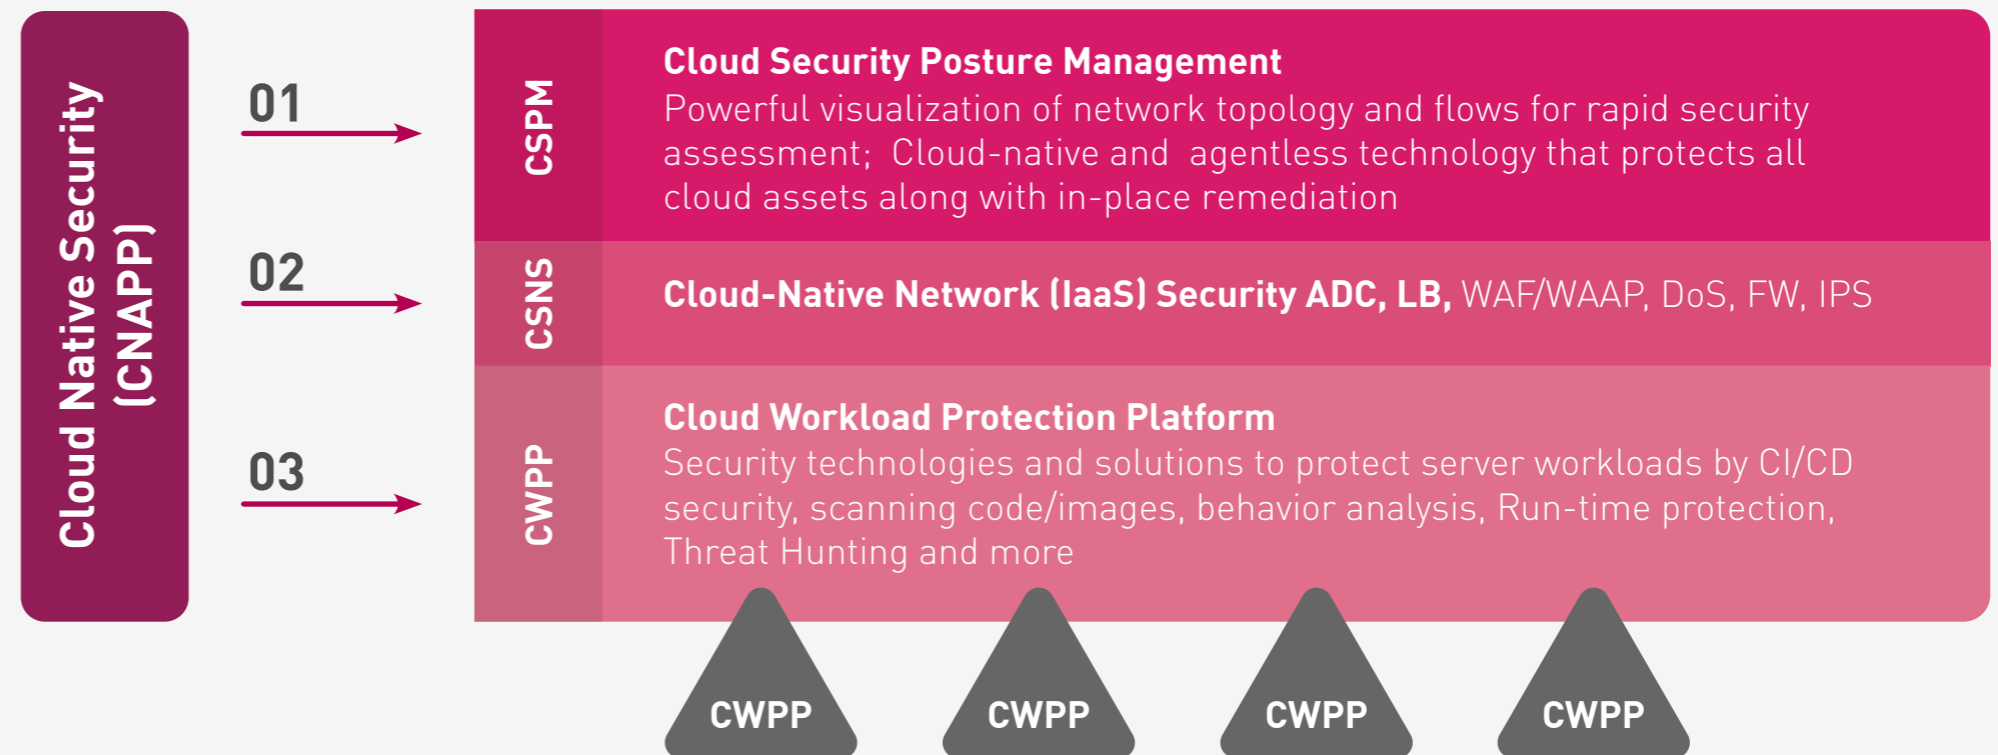 Cloud Native Security
(CNAPP)
01
CSPM
Cloud Security Posture Management
Powerful visualization of network topology and flows for rapid security
assessment; Cloud-native and agentless technology that protects all
cloud assets along with in-place remediation
02
CSNS
Cloud-Native Network (IaaS) Security ADC, LB, WAF/WAAP, DoS, FW, IPS
03
CWPP
Cloud Workload Protection Platform
Security technologies and solutions to protect server workloads by CI/CD
security, scanning code/images, behavior analysis, Run-time protection,
Threat Hunting and more
CWPP
CWPP
CWPP
CWPP